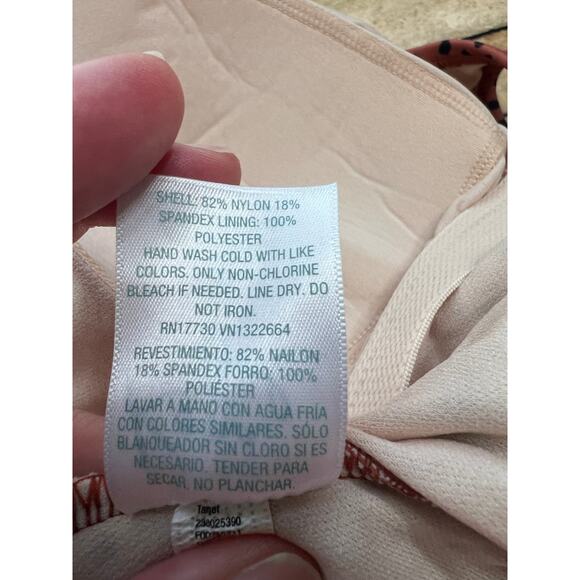 SHELL: 82% NYLON 18%
SPANDEX LINING: 100%
POLYESTER
HAND WASH COLD WITH LIKE
COLORS. ONLY NON-CHLORINE
BLEACH IF NEEDED. LINE DRY. DO
NOT IRON.
RN17730 VN1322664
REVESTIMIENTO: 82% NAILON
18% SPANDEX FORRO: 100%
POLIÉSTER
LAVAR A MANO CON AGUA FRÍA
CON COLORES SIMILARES. SÓLO
BLANQUEADOR SIN CLORO SI ES
NECESARIO. TENDER PARA
SECAR. NO PLANCHAR.
Target